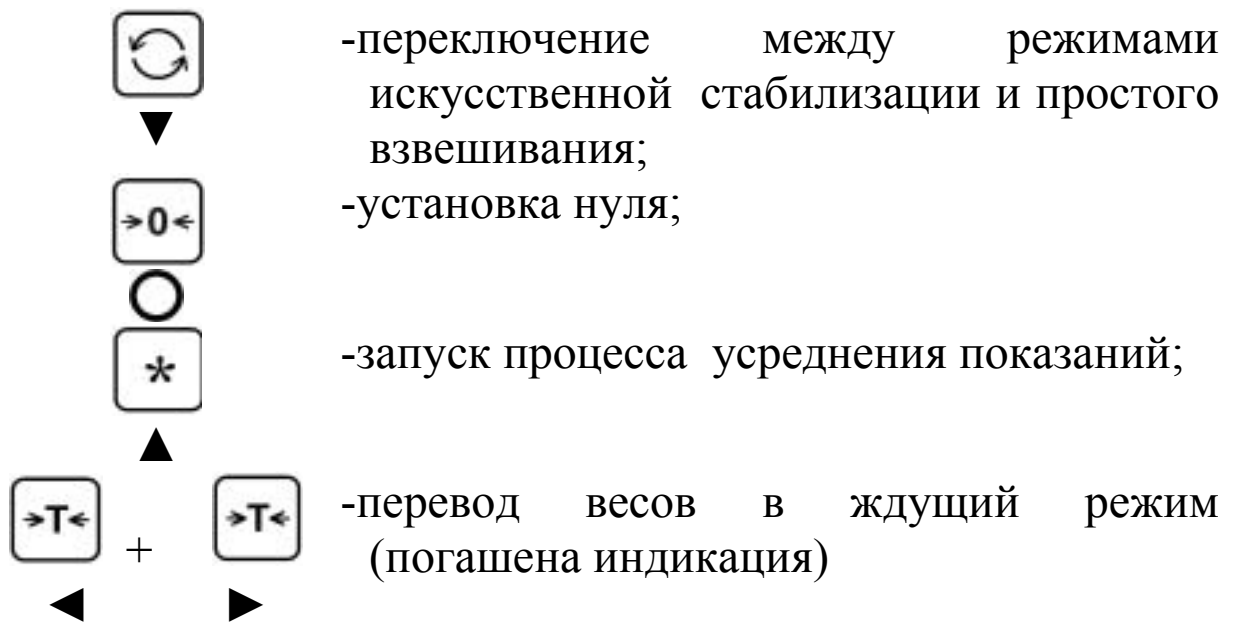 -переключение между режимами
искусственной стабилизации и простого
взвешивания;
▼
→0←
-установка нуля;
*
-запуск процесса усреднения показаний;
▲
→T← + →T←
-перевод весов в ждущий режим
(погашена индикация)
◄ ►